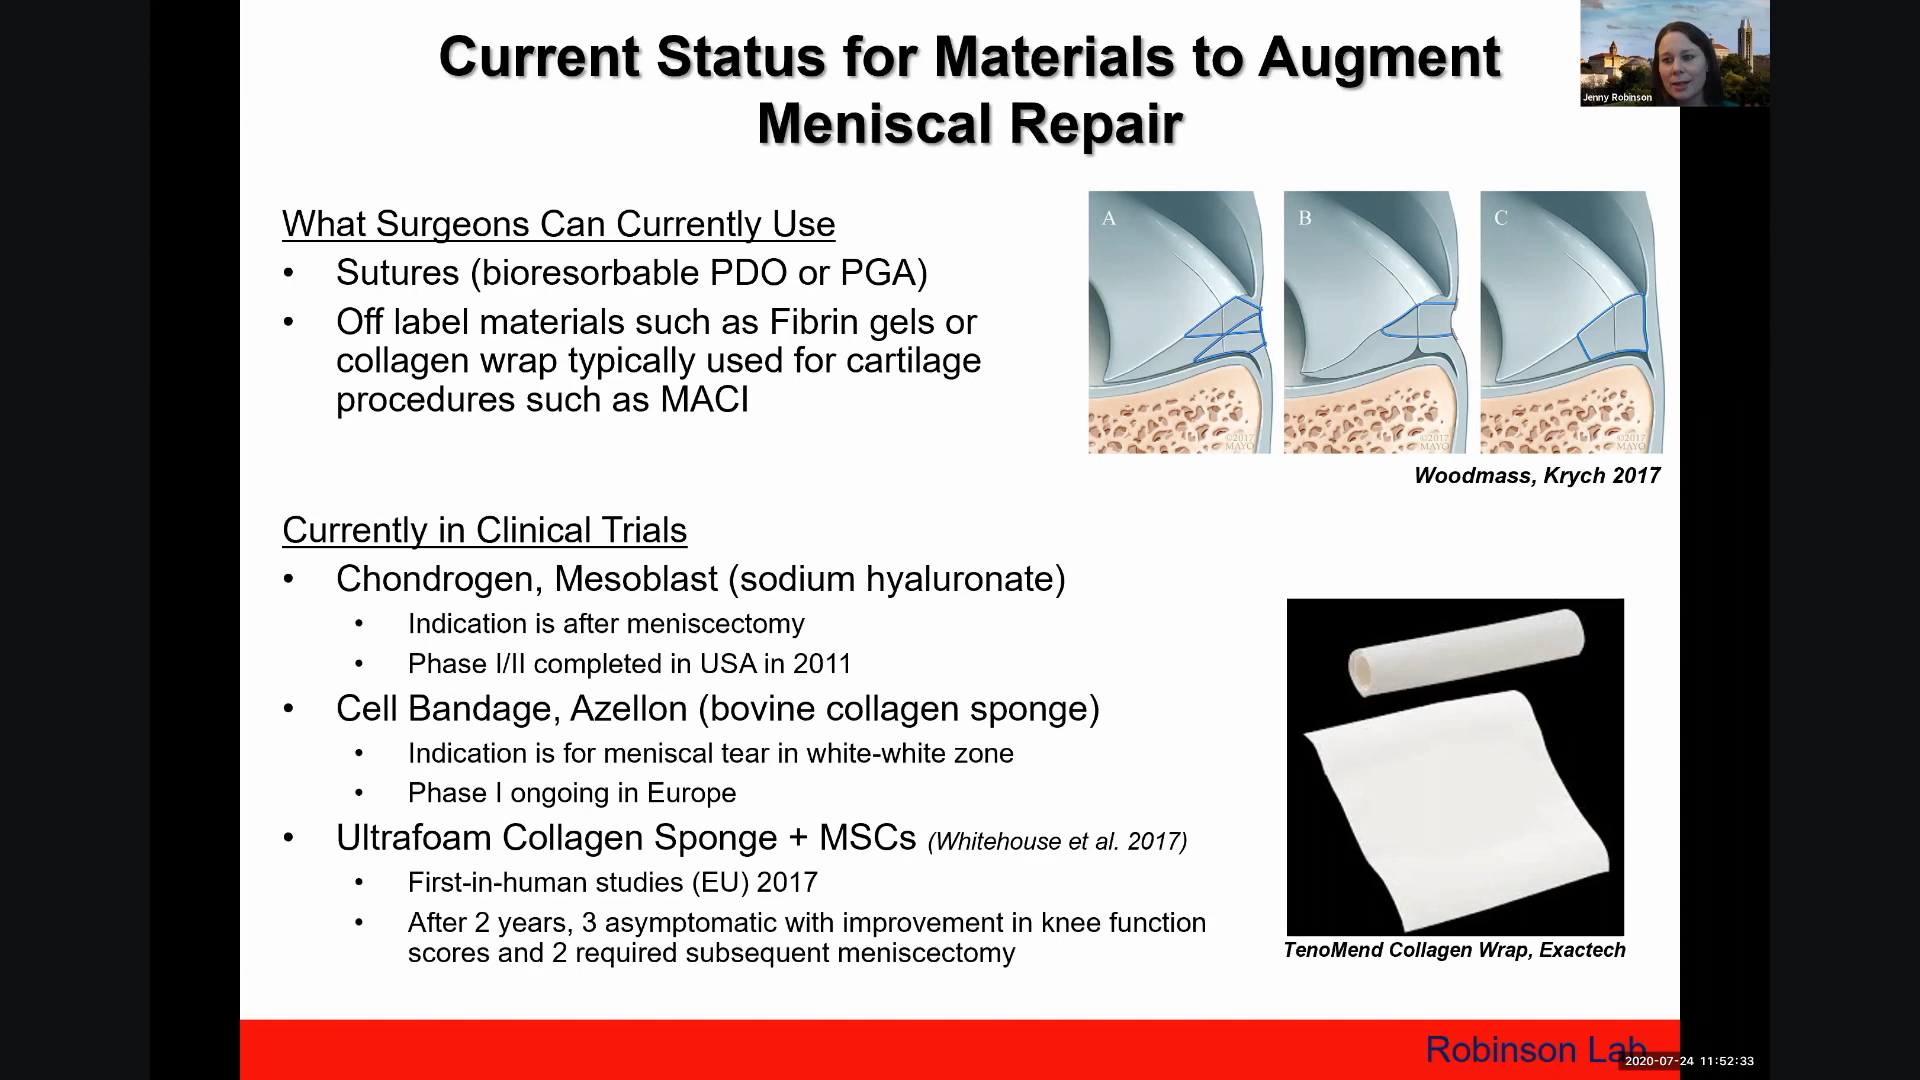 Current Status for Materials to Augment
Meniscal Repair
Jenny Robinson
What Surgeons Can Currently Use
• Sutures (bioresorbable PDO or PGA)
• Off label materials such as Fibrin gels or
collagen wrap typically used for cartilage
procedures such as MACI
A
B
C
©2017
MAYO
©2017
MAYO
©2017
MAYO
Woodmass, Krych 2017
Currently in Clinical Trials
• Chondrogen, Mesoblast (sodium hyaluronate)
• Indication is after meniscectomy
• Phase I/II completed in USA in 2011
• Cell Bandage, Azellon (bovine collagen sponge)
• Indication is for meniscal tear in white-white zone
• Phase I ongoing in Europe
• Ultrafoam Collagen Sponge + MSCs (Whitehouse et al. 2017)
• First-in-human studies (EU) 2017
• After 2 years, 3 asymptomatic with improvement in knee function
scores and 2 required subsequent meniscectomy
TenoMend Collagen Wrap, Exactech
Robinson Lab
2020-07-24 11:52:33